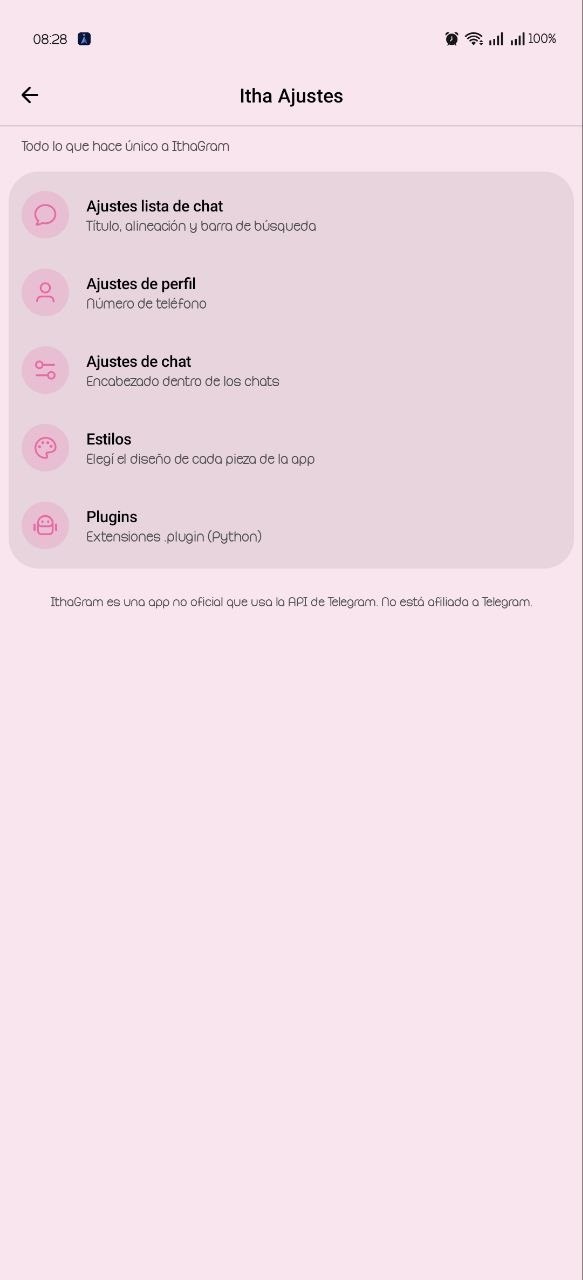 08:28
100%
Itha Ajustes
Todo lo que hace único a IthaGram
Ajustes lista de chat
Título, alineación y barra de búsqueda
Ajustes de perfil
Número de teléfono
Ajustes de chat
Encabezado dentro de los chats
Estilos
Elegí el diseño de cada pieza de la app
Plugins
Extensiones .plugin (Python)
IthaGram es una app no oficial que usa la API de Telegram. No está afiliada a Telegram.